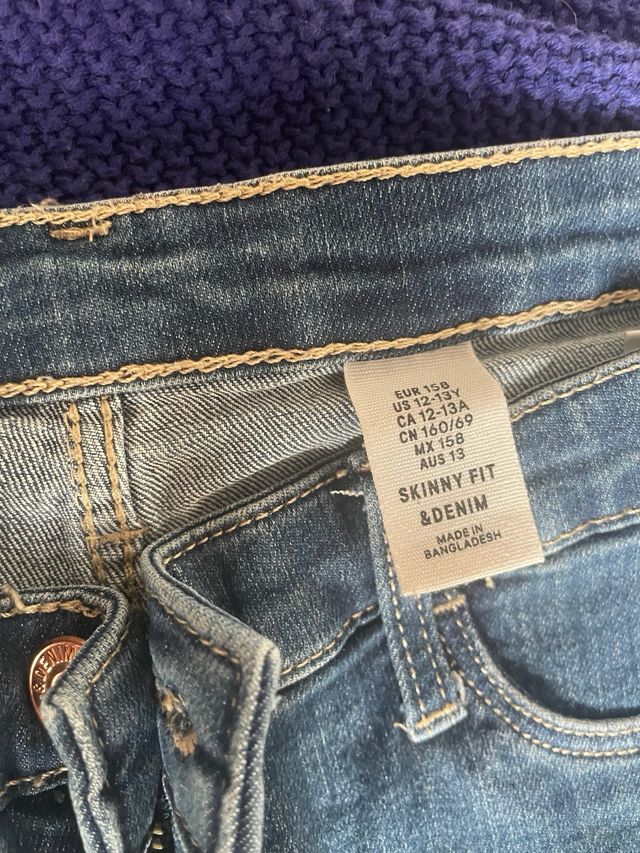 EUR 158
US 12-13Y
CA 12-13A
CN 160/69
MX 158
AUS 13
SKINNY FIT
&DENIM
MADE IN
BANGLADESH